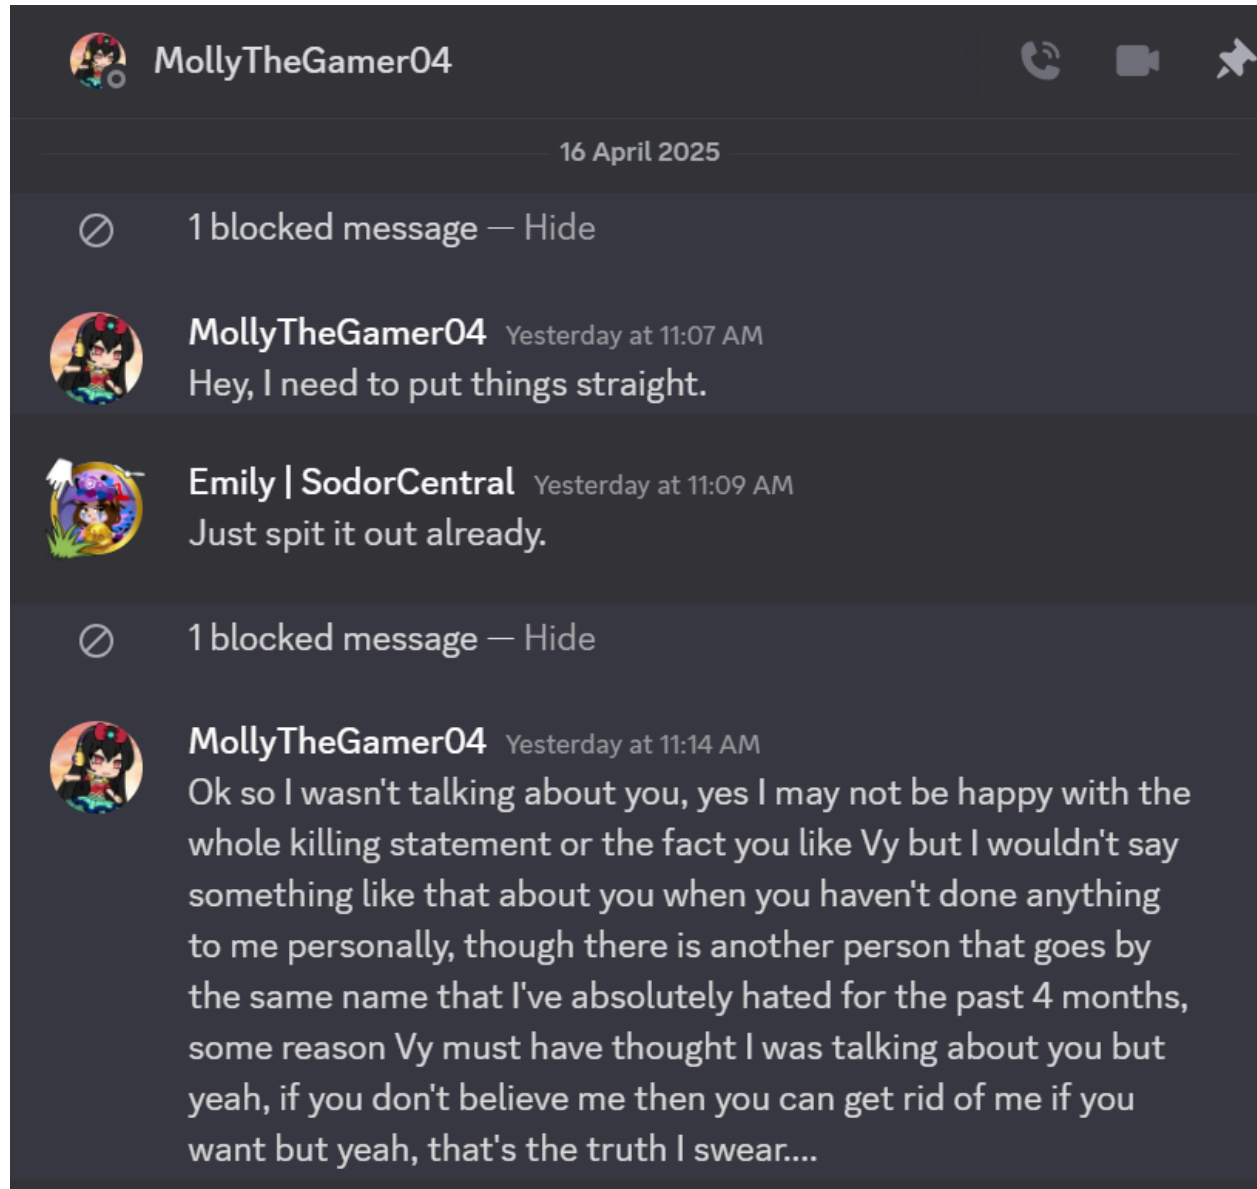 MollyTheGamer04
16 April 2025
1 blocked message — Hide
MollyTheGamer04 Yesterday at 11:07 AM
Hey, I need to put things straight.
Emily | SodorCentral Yesterday at 11:09 AM
Just spit it out already.
1 blocked message — Hide
MollyTheGamer04 Yesterday at 11:14 AM
Ok so I wasn't talking about you, yes I may not be happy with the
whole killing statement or the fact you like Vy but I wouldn't say
something like that about you when you haven't done anything
to me personally, though there is another person that goes by
the same name that I've absolutely hated for the past 4 months,
some reason Vy must have thought I was talking about you but
yeah, if you don't believe me then you can get rid of me if you
want but yeah, that's the truth I swear....